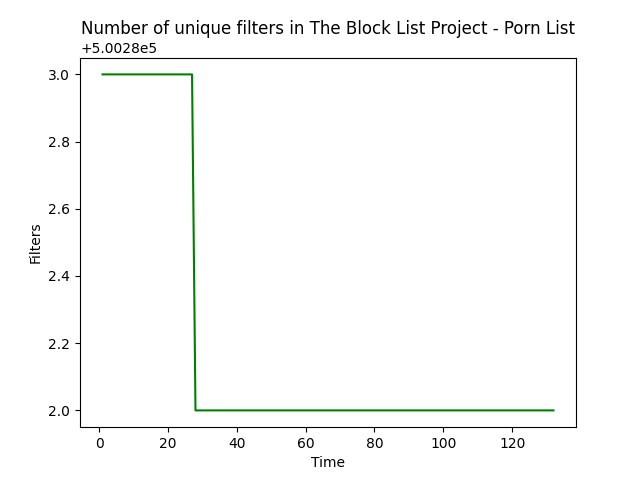 Number of unique filters in The Block List Project - Porn List
+5.0028e5
3.0
2.8
2.6
2.4
2.2
2.0
Filters
0 20 40 60 80 100 120
Time